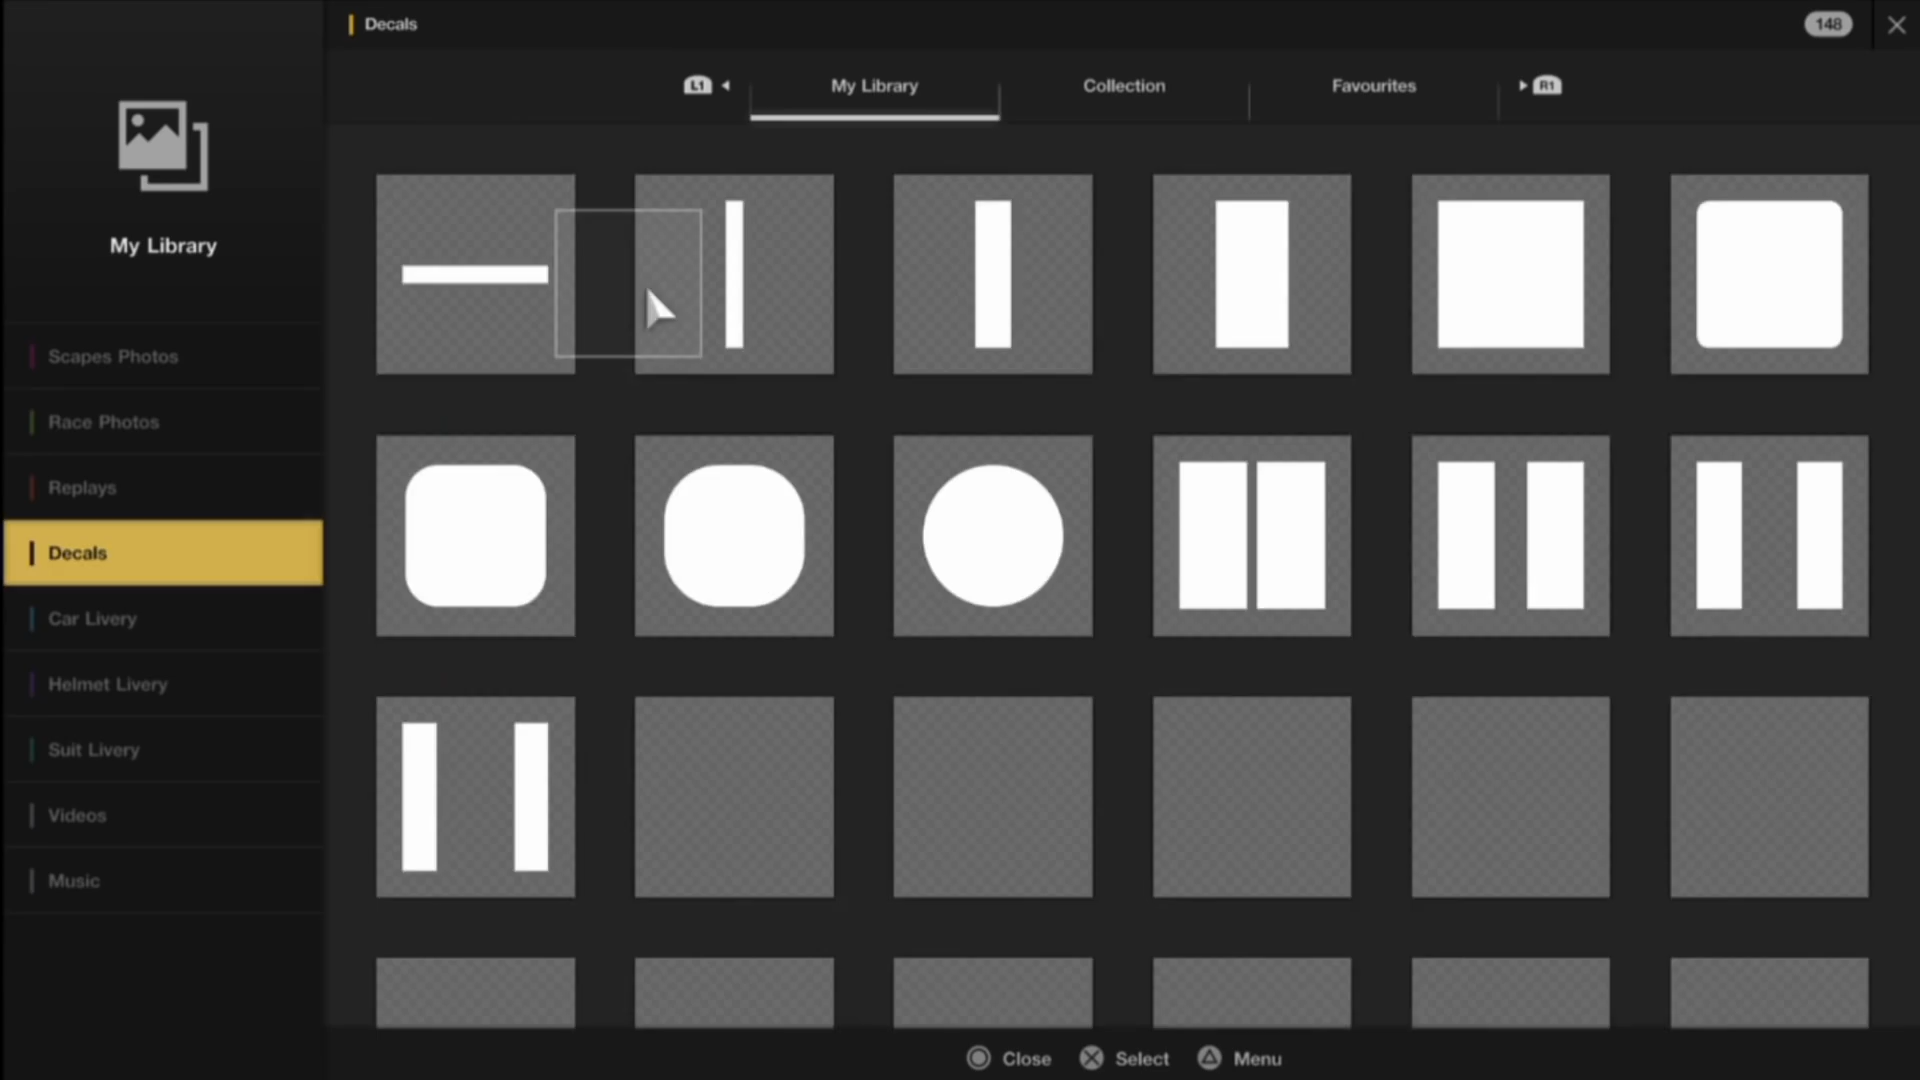 Decals
148
L1
My Library
Collection
Favourites
R1
My Library
Scapes Photos
Race Photos
Replays
Decals
Car Livery
Helmet Livery
Suit Livery
Videos
Music
Close
Select
Menu